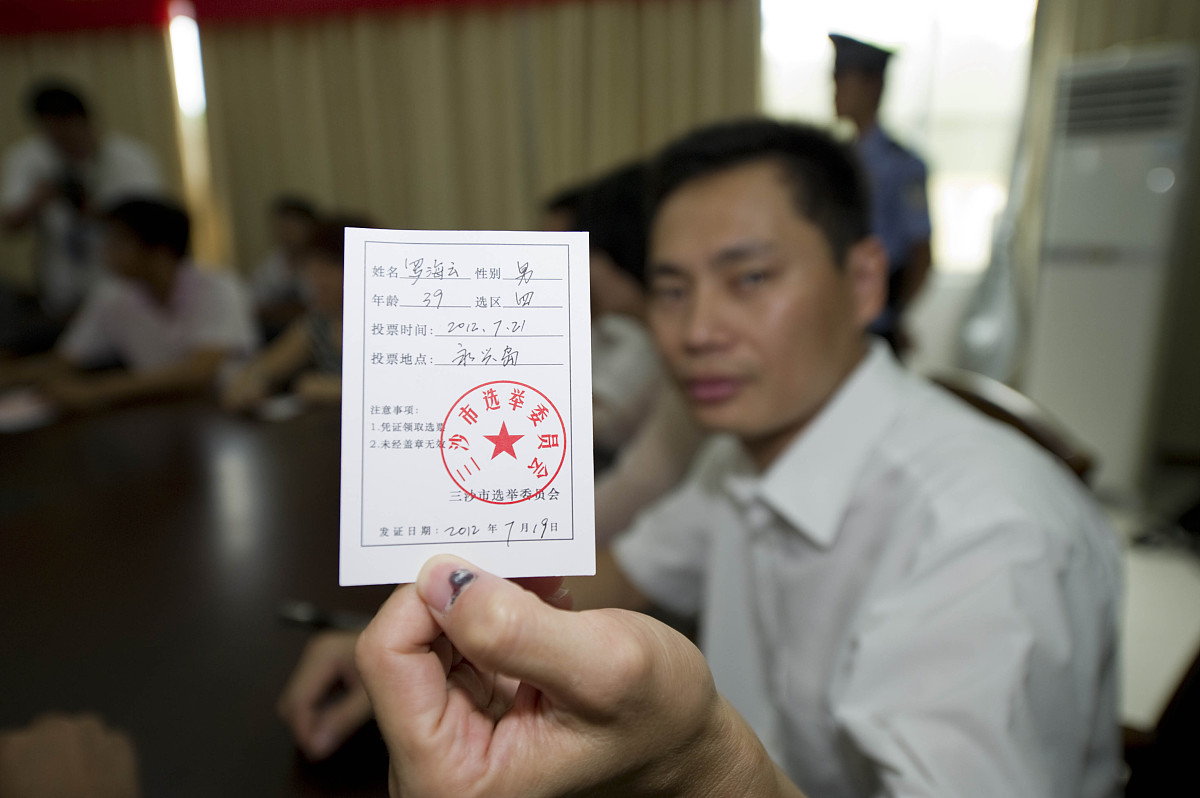 姓名 罗海云 性别 男
年龄 39 选区 四
投票时间: 2012.7.21
投票地点: 永兴岛
注意事项:
1.凭证领取选票
2.未经盖章无效
三沙市选举委员会
三沙市选举委员会
发证日期: 2012 年 7 月 19 日